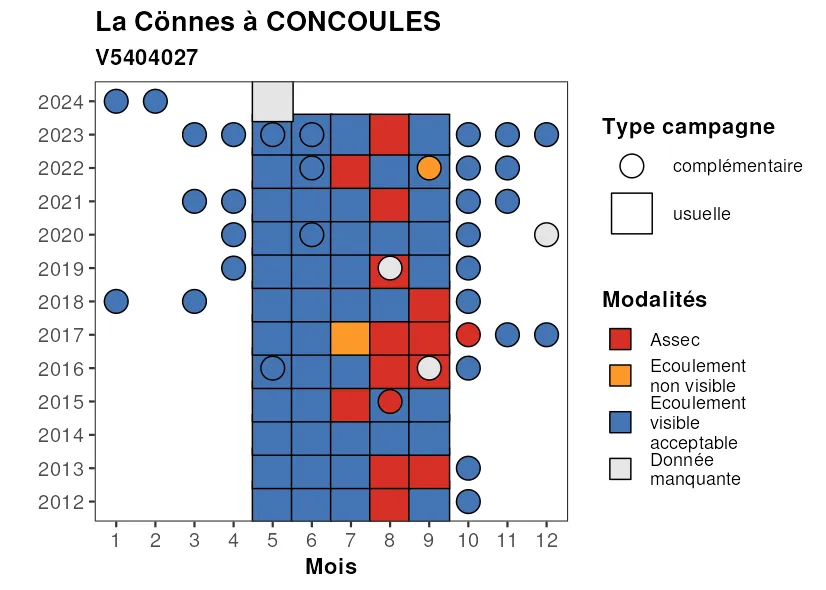 La Cönnes à CONCOULES
V5404027
2024
2023
2022
2021
2020
2019
2018
2017
2016
2015
2014
2013
2012
1 2 3 4 5 6 7 8 9 10 11 12
Mois
Type campagne
complémentaire
usuelle
Modalités
Assec
Ecoulement
non visible
Ecoulement
visible
acceptable
Donnée
manquante